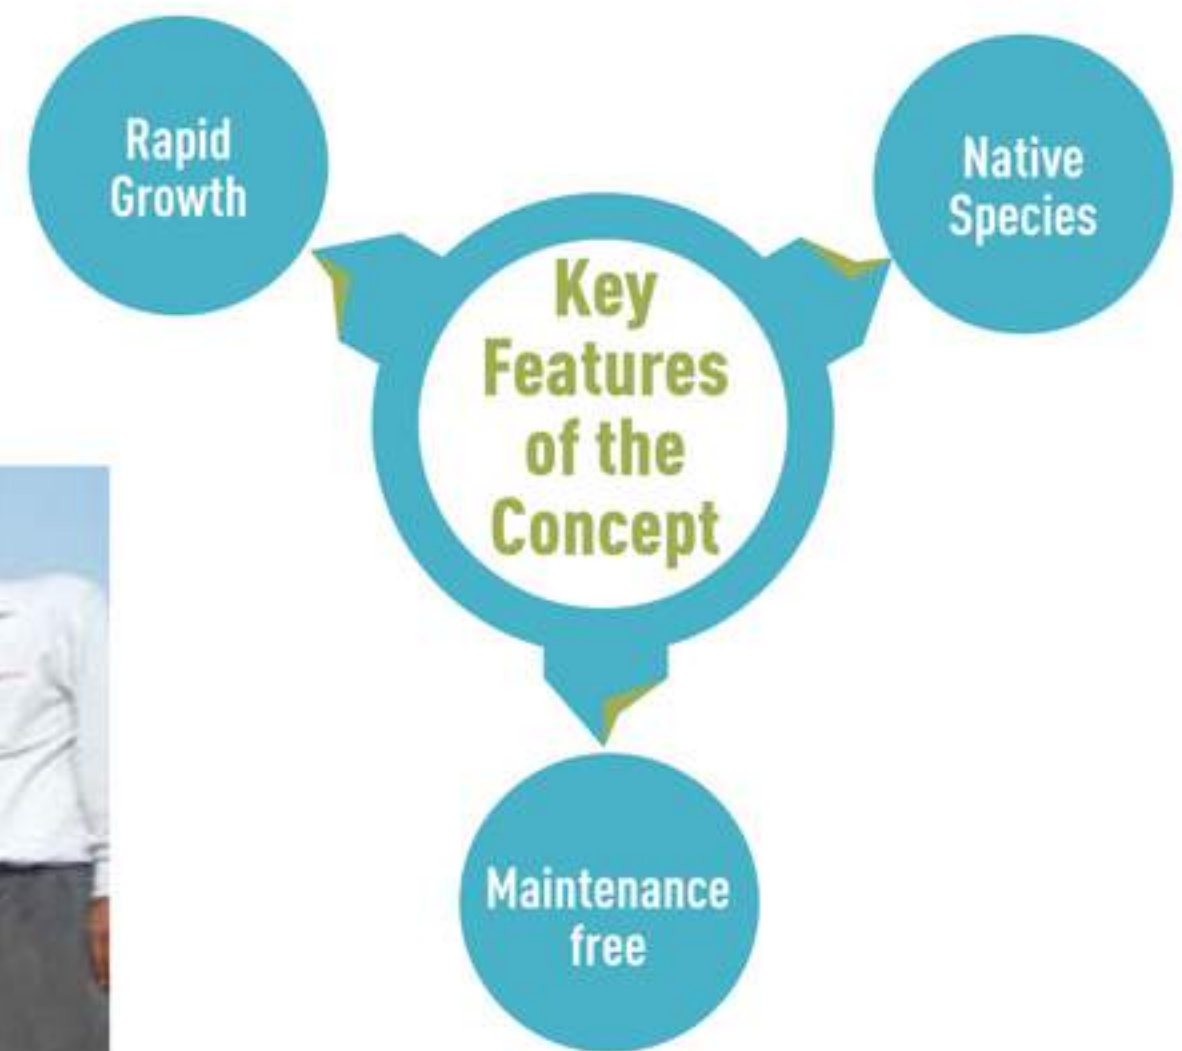 Rapid
Growth
Native
Species
Key
Features
of the
Concept
Maintenance
free